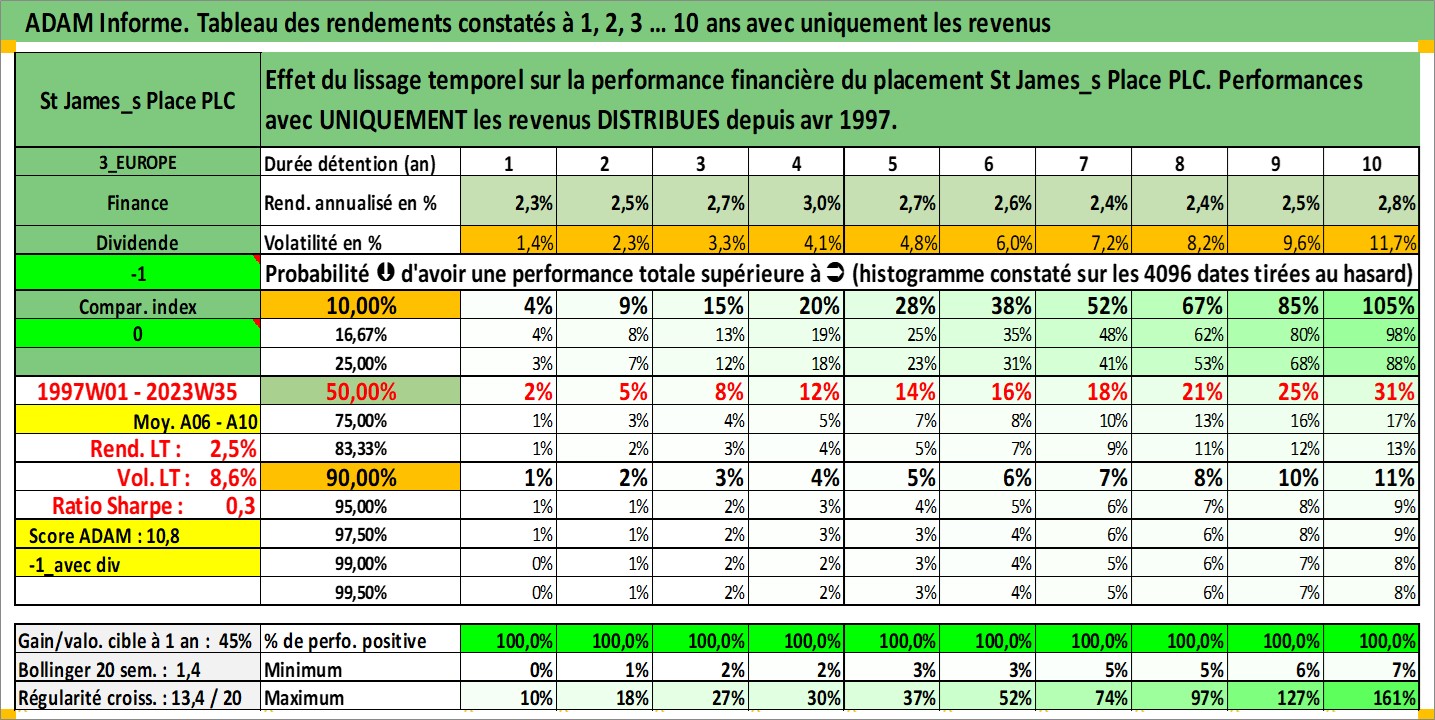 ADAM Informe. Tableau des rendements constatés à 1, 2, 3 ... 10 ans avec uniquement les revenus
St James_s Place PLC
Effet du lissage temporel sur la performance financière du placement St James_s Place PLC. Performances
avec UNIQUEMENT les revenus DISTRIBUES depuis avr 1997.
3_EUROPE Durée détention (an) 1 2 3 4 5 6 7 8 9 10
Finance Rend. annualisé en % 2,3% 2,5% 2,7% 3,0% 2,7% 2,6% 2,4% 2,4% 2,5% 2,8%
Dividende Volatilité en % 1,4% 2,3% 3,3% 4,1% 4,8% 6,0% 7,2% 8,2% 9,6% 11,7%
-1 Probabilité d'avoir une performance totale supérieure à (histogramme constaté sur les 4096 dates tirées au hasard)
Compar. index 10,00% 4% 9% 15% 20% 28% 38% 52% 67% 85% 105%
0 16,67% 4% 8% 13% 19% 25% 35% 48% 62% 80% 98%
25,00% 3% 7% 12% 18% 23% 31% 41% 53% 68% 88%
1997W01 - 2023W35 50,00% 2% 5% 8% 12% 14% 16% 18% 21% 25% 31%
Moy. A06 - A10 75,00% 1% 3% 4% 5% 7% 8% 10% 13% 16% 17%
Rend. LT : 2,5% 83,33% 1% 2% 3% 4% 5% 7% 9% 11% 12% 13%
Vol. LT : 8,6% 90,00% 1% 2% 3% 4% 5% 6% 7% 8% 10% 11%
Ratio Sharpe : 0,3 95,00% 1% 1% 2% 3% 4% 5% 6% 7% 8% 9%
Score ADAM : 10,8 97,50% 1% 1% 2% 3% 3% 4% 6% 6% 8% 9%
-1_avec div 99,00% 0% 1% 2% 2% 3% 4% 5% 6% 7% 8%
99,50% 0% 1% 2% 2% 3% 4% 5% 6% 7% 8%
Gain/valo. cible à 1 an : 45% % de perfo. positive 100,0% 100,0% 100,0% 100,0% 100,0% 100,0% 100,0% 100,0% 100,0% 100,0%
Bollinger 20 sem. : 1,4 Minimum 0% 1% 2% 2% 3% 3% 5% 5% 6% 7%
Régularité croiss. : 13,4 / 20 Maximum 10% 18% 27% 30% 37% 52% 74% 97% 127% 161%